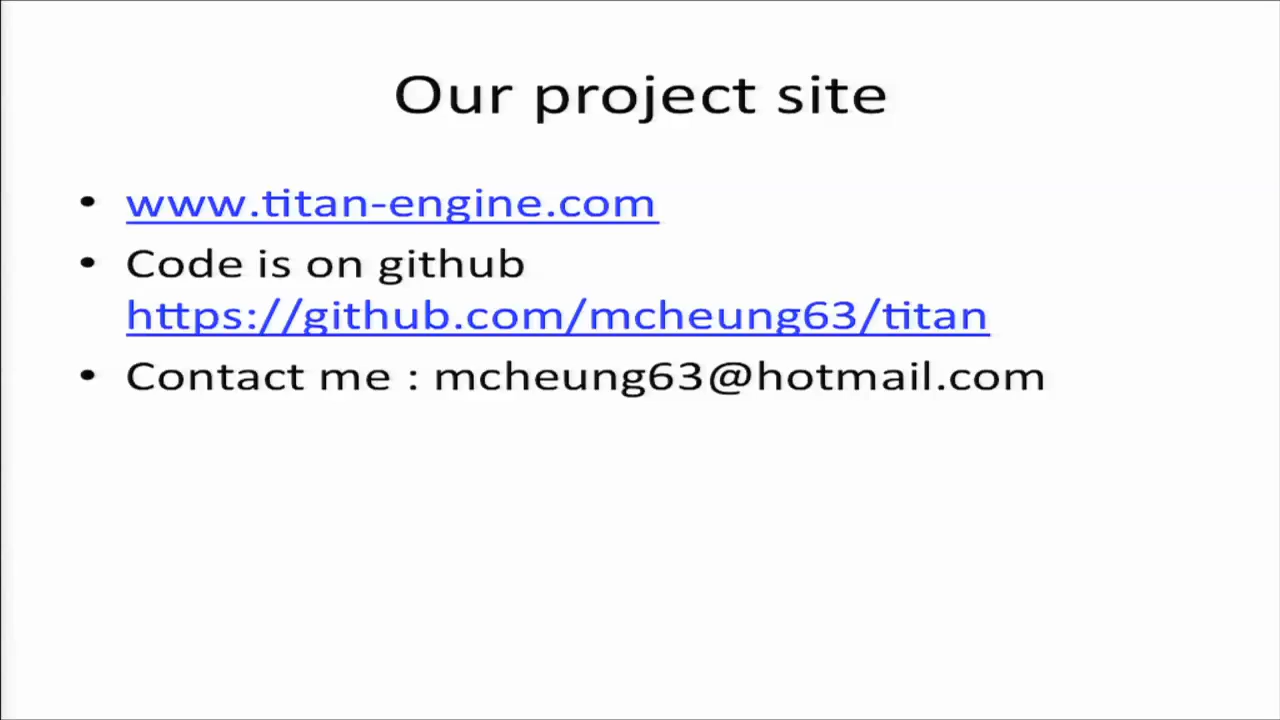 Our project site
• www.titan-engine.com
• Code is on github
https://github.com/mcheung63/titan
• Contact me : mcheung63@hotmail.com